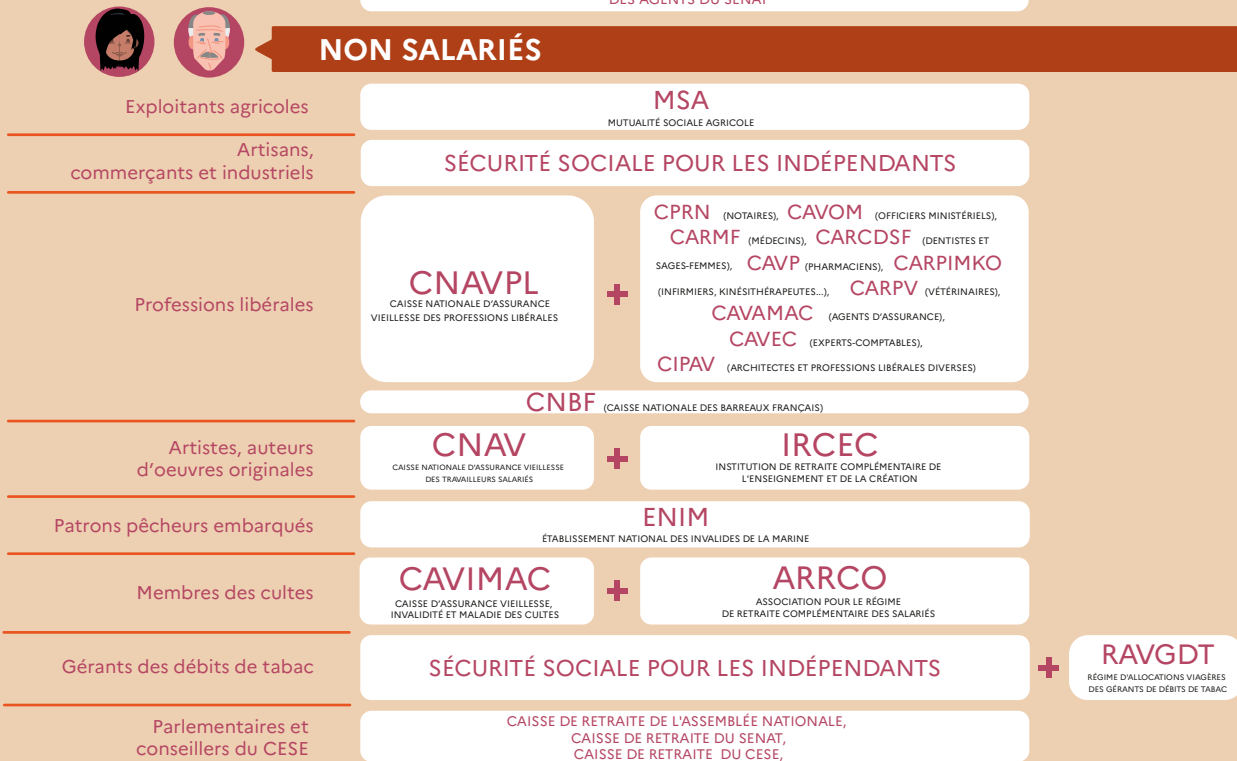 DES AGENTS DU SENAT
NON SALARIÉS
Exploitants agricoles
MSA
MUTUALITÉ SOCIALE AGRICOLE
Artisans,
commerçants et industriels
SÉCURITÉ SOCIALE POUR LES INDÉPENDANTS
Professions libérales
CNAVPL
CAISSE NATIONALE D'ASSURANCE
VIEILLESSE DES PROFESSIONS LIBÉRALES
+
CPRN (NOTAIRES), CAVOM (OFFICIERS MINISTÉRIELS),
CARMF (MÉDECINS), CARCDSF (DENTISTES ET
SAGES-FEMMES), CAVP (PHARMACIENS), CARPIMKO
(INFIRMIERS, KINÉSITHÉRAPEUTES...), CARPV (VÉTÉRINAIRES),
CAVAMAC (AGENTS D'ASSURANCE),
CAVEC (EXPERTS-COMPTABLES),
CIPAV (ARCHITECTES ET PROFESSIONS LIBÉRALES DIVERSES)
CNBF (CAISSE NATIONALE DES BARREAUX FRANÇAIS)
Artistes, auteurs
d'oeuvres originales
CNAV
CAISSE NATIONALE D'ASSURANCE VIEILLESSE
DES TRAVAILLEURS SALARIÉS
+
IRCEC
INSTITUTION DE RETRAITE COMPLÉMENTAIRE DE
L'ENSEIGNEMENT ET DE LA CRÉATION
Patrons pêcheurs embarqués
ENIM
ÉTABLISSEMENT NATIONAL DES INVALIDES DE LA MARINE
Membres des cultes
CAVIMAC
CAISSE D'ASSURANCE VIEILLESSE,
INVALIDITÉ ET MALADIE DES CULTES
+
ARRCO
ASSOCIATION POUR LE RÉGIME
DE RETRAITE COMPLÉMENTAIRE DES SALARIÉS
Gérants des débits de tabac
SÉCURITÉ SOCIALE POUR LES INDÉPENDANTS
+
RAVGDT
RÉGIME D'ALLOCATIONS VIAGÈRES
DES GÉRANTS DE DÉBITS DE TABAC
Parlementaires et
conseillers du CESE
CAISSE DE RETRAITE DE L'ASSEMBLÉE NATIONALE,
CAISSE DE RETRAITE DU SENAT,
CAISSE DE RETRAITE DU CESE,